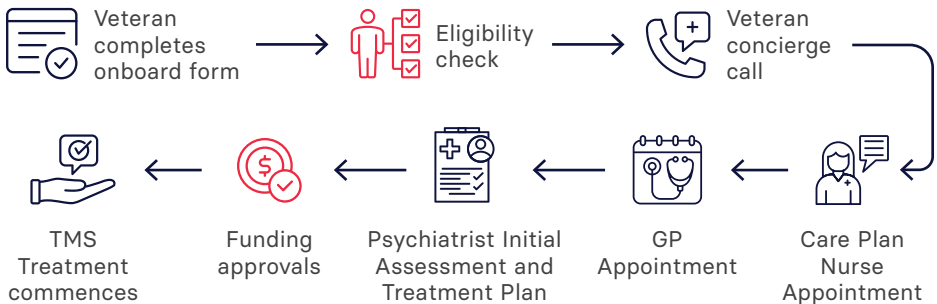 Veteran
completes
onboard form
Eligibility
check
Veteran
concierge
call
Care Plan
Nurse
Appointment
GP
Appointment
Psychiatrist Initial
Assessment and
Treatment Plan
Funding
approvals
TMS
Treatment
commences